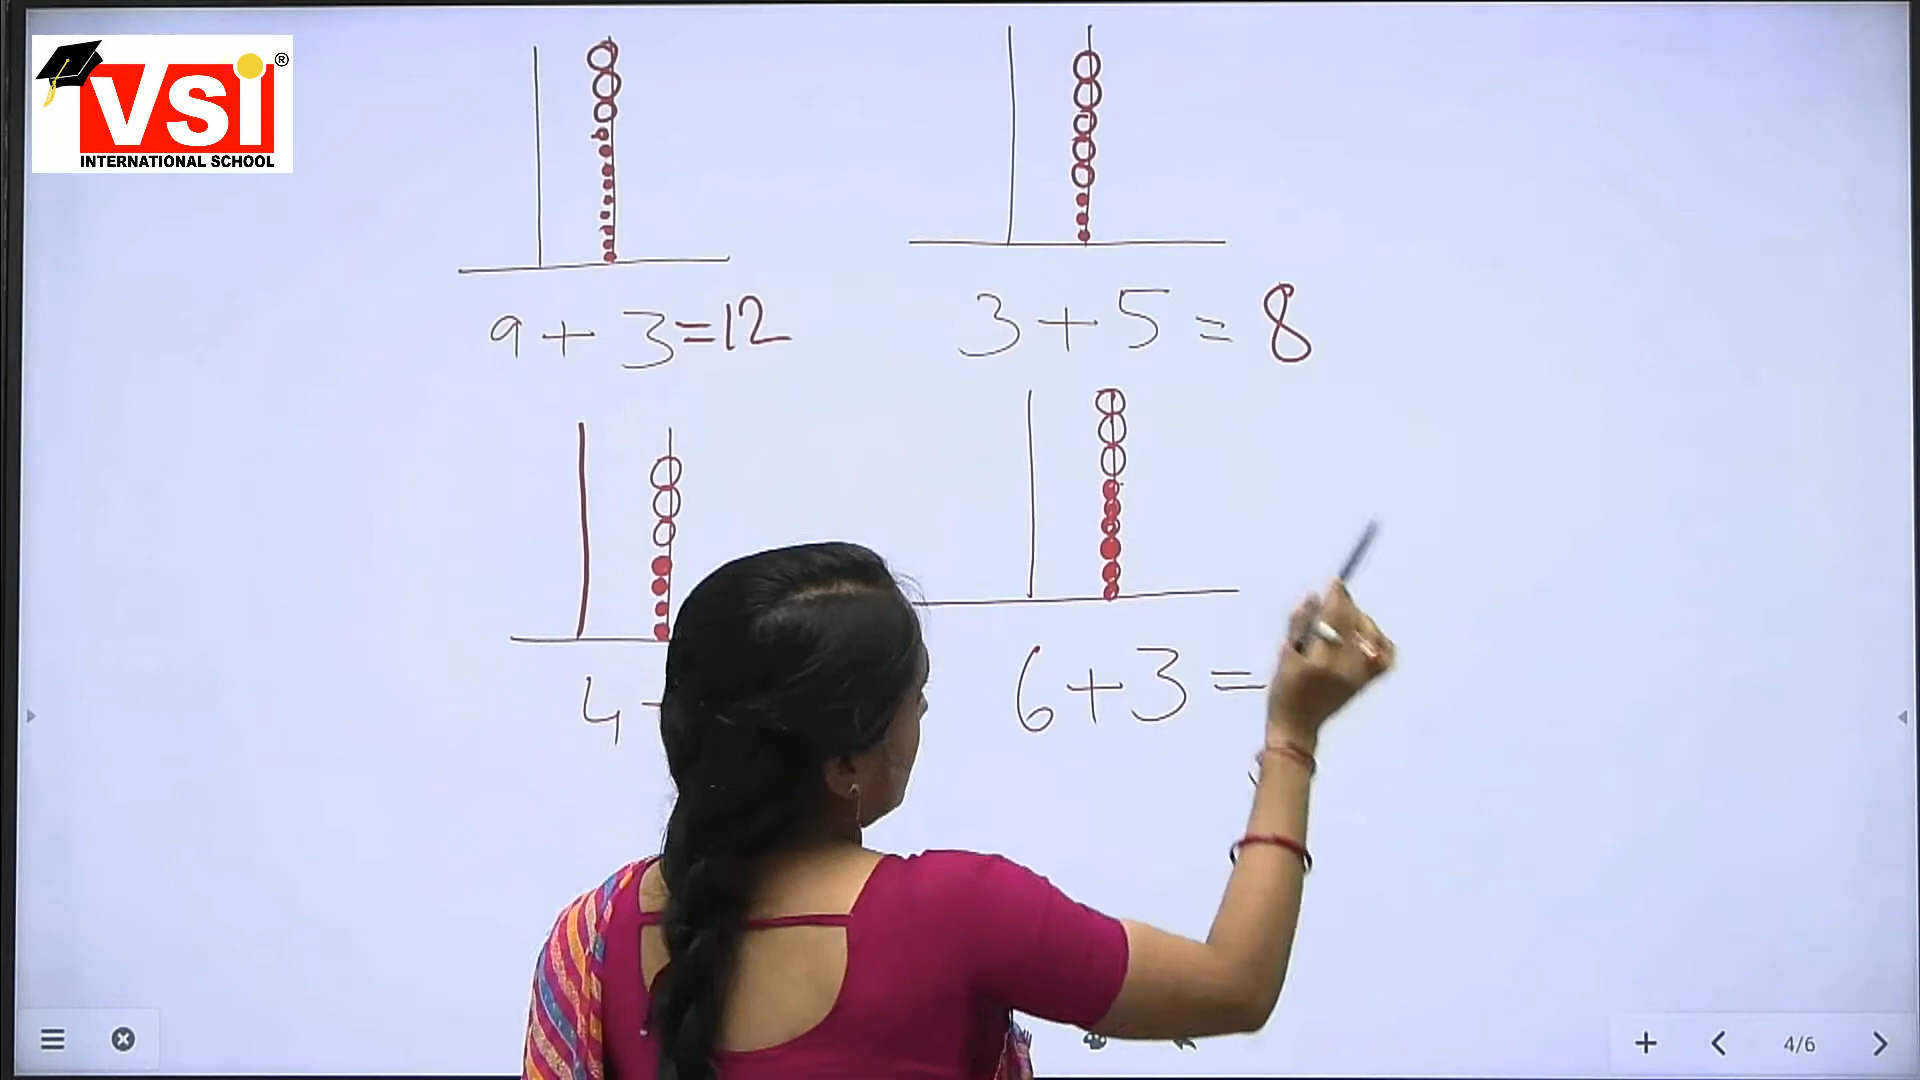 VSI ®
INTERNATIONAL SCHOOL
9 + 3 = 12
3 + 5 = 8
4 +
6 + 3 =
4/6